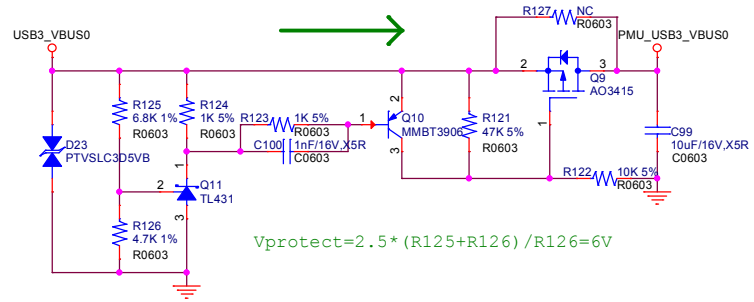 R127
NC
R0603
USB3_VBUS0
PMU_USB3_VBUS0
2
3
Q9
AO3415
1
R125
6.8K 1%
R0603
R124
1K 5%
R0603
R123
1K 5%
R0603
C100
1nF/16V,X5R
C0603
1
2
Q10
MMBT3906
3
R121
47K 5%
R0603
C99
10uF/16V,X5R
C0603
D23
PTVSLC3D5VB
1
2
Q11
TL431
3
R122
10K 5%
R0603
R126
4.7K 1%
R0603
Vprotect=2.5*(R125+R126)/R126=6V